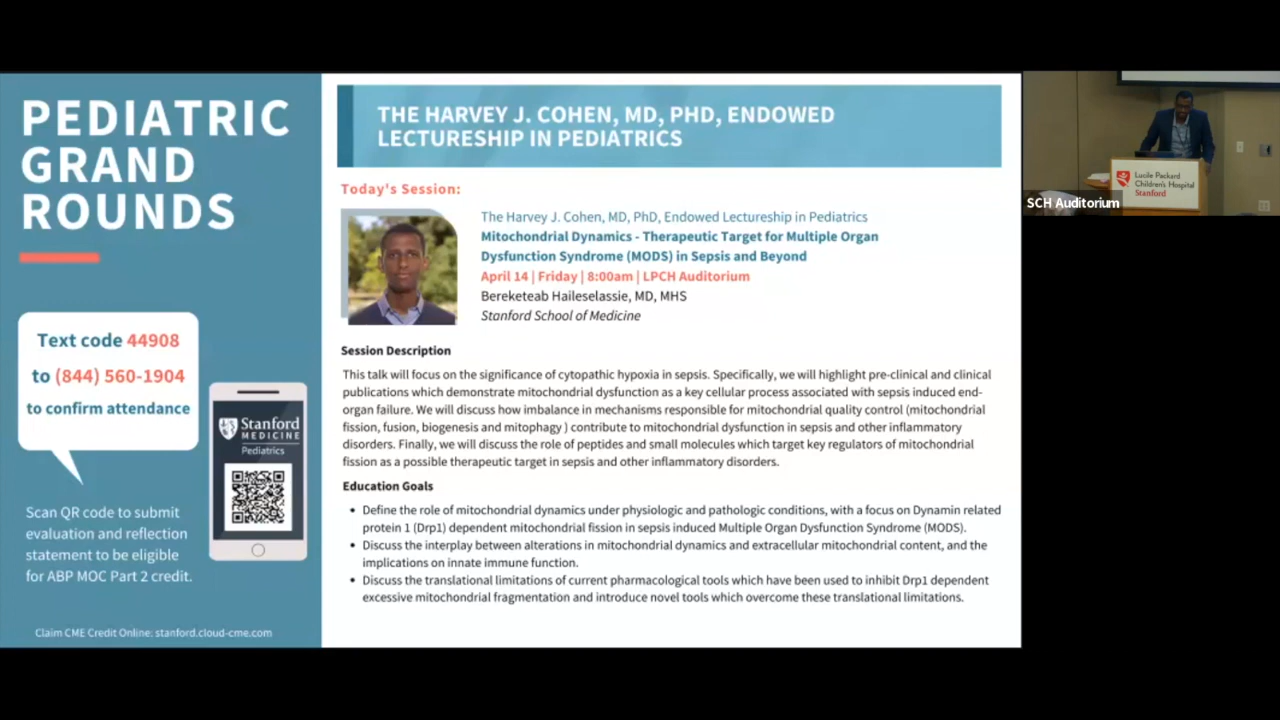 PEDIATRIC
GRAND
ROUNDS
Text code 44908
to (844) 560-1904
to confirm attendance
Stanford
MEDICINE
Pediatrics
Scan QR code to submit
evaluation and reflection
statement to be eligible
for ABP MOC Part 2 credit.
Claim CME Credit Online: stanford.cloud-cme.com
THE HARVEY J. COHEN, MD, PHD, ENDOWED
LECTURESHIP IN PEDIATRICS
Today's Session:
The Harvey J. Cohen, MD, PhD, Endowed Lectureship in Pediatrics
Mitochondrial Dynamics - Therapeutic Target for Multiple Organ
Dysfunction Syndrome (MODS) in Sepsis and Beyond
April 14 | Friday | 8:00am | LPCH Auditorium
Bereketeab Haileselassie, MD, MHS
Stanford School of Medicine
Session Description
This talk will focus on the significance of cytopathic hypoxia in sepsis. Specifically, we will highlight pre-clinical and clinical
publications which demonstrate mitochondrial dysfunction as a key cellular process associated with sepsis induced end-
organ failure. We will discuss how imbalance in mechanisms responsible for mitochondrial quality control (mitochondrial
fission, fusion, biogenesis and mitophagy ) contribute to mitochondrial dysfunction in sepsis and other inflammatory
disorders. Finally, we will discuss the role of peptides and small molecules which target key regulators of mitochondrial
fission as a possible therapeutic target in sepsis and other inflammatory disorders.
Education Goals
• Define the role of mitochondrial dynamics under physiologic and pathologic conditions, with a focus on Dynamin related
protein 1 (Drp1) dependent mitochondrial fission in sepsis induced Multiple Organ Dysfunction Syndrome (MODS).
• Discuss the interplay between alterations in mitochondrial dynamics and extracellular mitochondrial content, and the
implications on innate immune function.
• Discuss the translational limitations of current pharmacological tools which have been used to inhibit Drp1 dependent
excessive mitochondrial fragmentation and introduce novel tools which overcome these translational limitations.
Lucile Packard
Children's Hospital
Stanford
SCH Auditorium